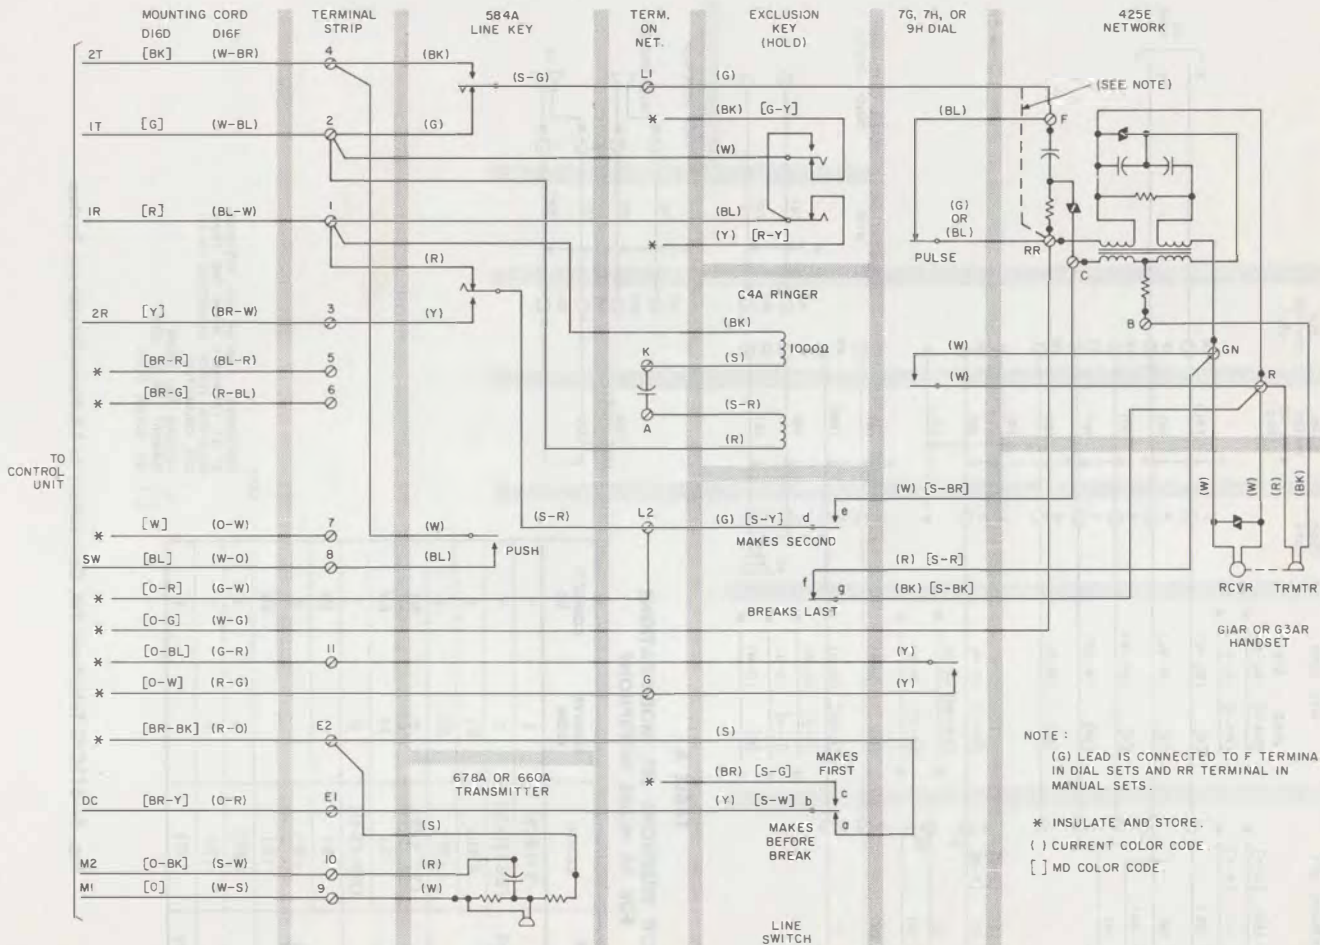 MOUNTING CORD
D16D D16F
TERMINAL
STRIP
584A
LINE KEY
TERM.
ON
NET.
EXCLUSION
KEY
(HOLD)
7G, 7H, OR
9H DIAL
425E
NETWORK
2T [BK] (W-BR) 4 (BK)
(S-G) L1 (G)
(SEE NOTE)
(BK) [G-Y] (BL) F
*
1T [G] (W-BL) 2 (G)
(W)
1R [R] (BL-W) 1 (BL)
(G)
OR
(BL)
* (Y) [R-Y]
PULSE RR
(R)
C
C4A RINGER
2R [Y] (BR-W) 3 (Y)
(BK)
B
1000Ω
K (S)
(W) GN
* [BR-R] (BL-R) 5
(W) R
* [BR-G] (R-BL) 6
A (S-R)
(R)
TO
CONTROL
UNIT
(W) (W) (R) (BK)
(W) [S-BR] e
* [W] (O-W) 7 (W) (S-R) L2 (G) [S-Y] d
PUSH MAKES SECOND
SW [BL] (W-O) 8 (BL)
(R) [S-R]
f g (BK) [S-BK]
BREAKS LAST
RCVR TRMTR
* [O-R] (G-W)
* [O-G] (W-G)
G1AR OR G3AR
HANDSET
* [O-BL] (G-R) 11 (Y)
* [O-W] (R-G) G (Y)
* [BR-BK] (R-O) E2 (S)
MAKES
FIRST
* (BR) [S-G] c
678A OR 660A
TRANSMITTER
DC [BR-Y] (O-R) E1 (Y) [S-W] b
a
MAKES
BEFORE
BREAK
(S)
M2 [O-BK] (S-W) 10 (R)
M1 [O] (W-S) 9 (W)
LINE
SWITCH
NOTE :
(G) LEAD IS CONNECTED TO F TERMINA
IN DIAL SETS AND RR TERMINAL IN
MANUAL SETS.
* INSULATE AND STORE.
( ) CURRENT COLOR CODE.
[ ] MD COLOR CODE